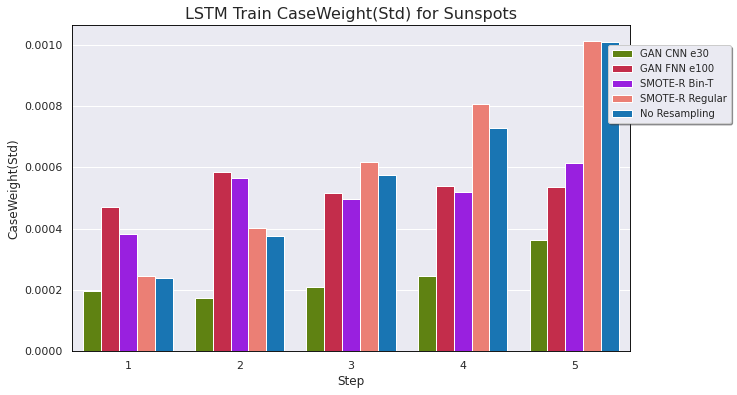 LSTM Train CaseWeight(Std) for Sunspots
0.0010
0.0008
0.0006
0.0004
0.0002
0.0000
CaseWeight(Std)
GAN CNN e30
GAN FNN e100
SMOTE-R Bin-T
SMOTE-R Regular
No Resampling
1 2 3 4 5
Step